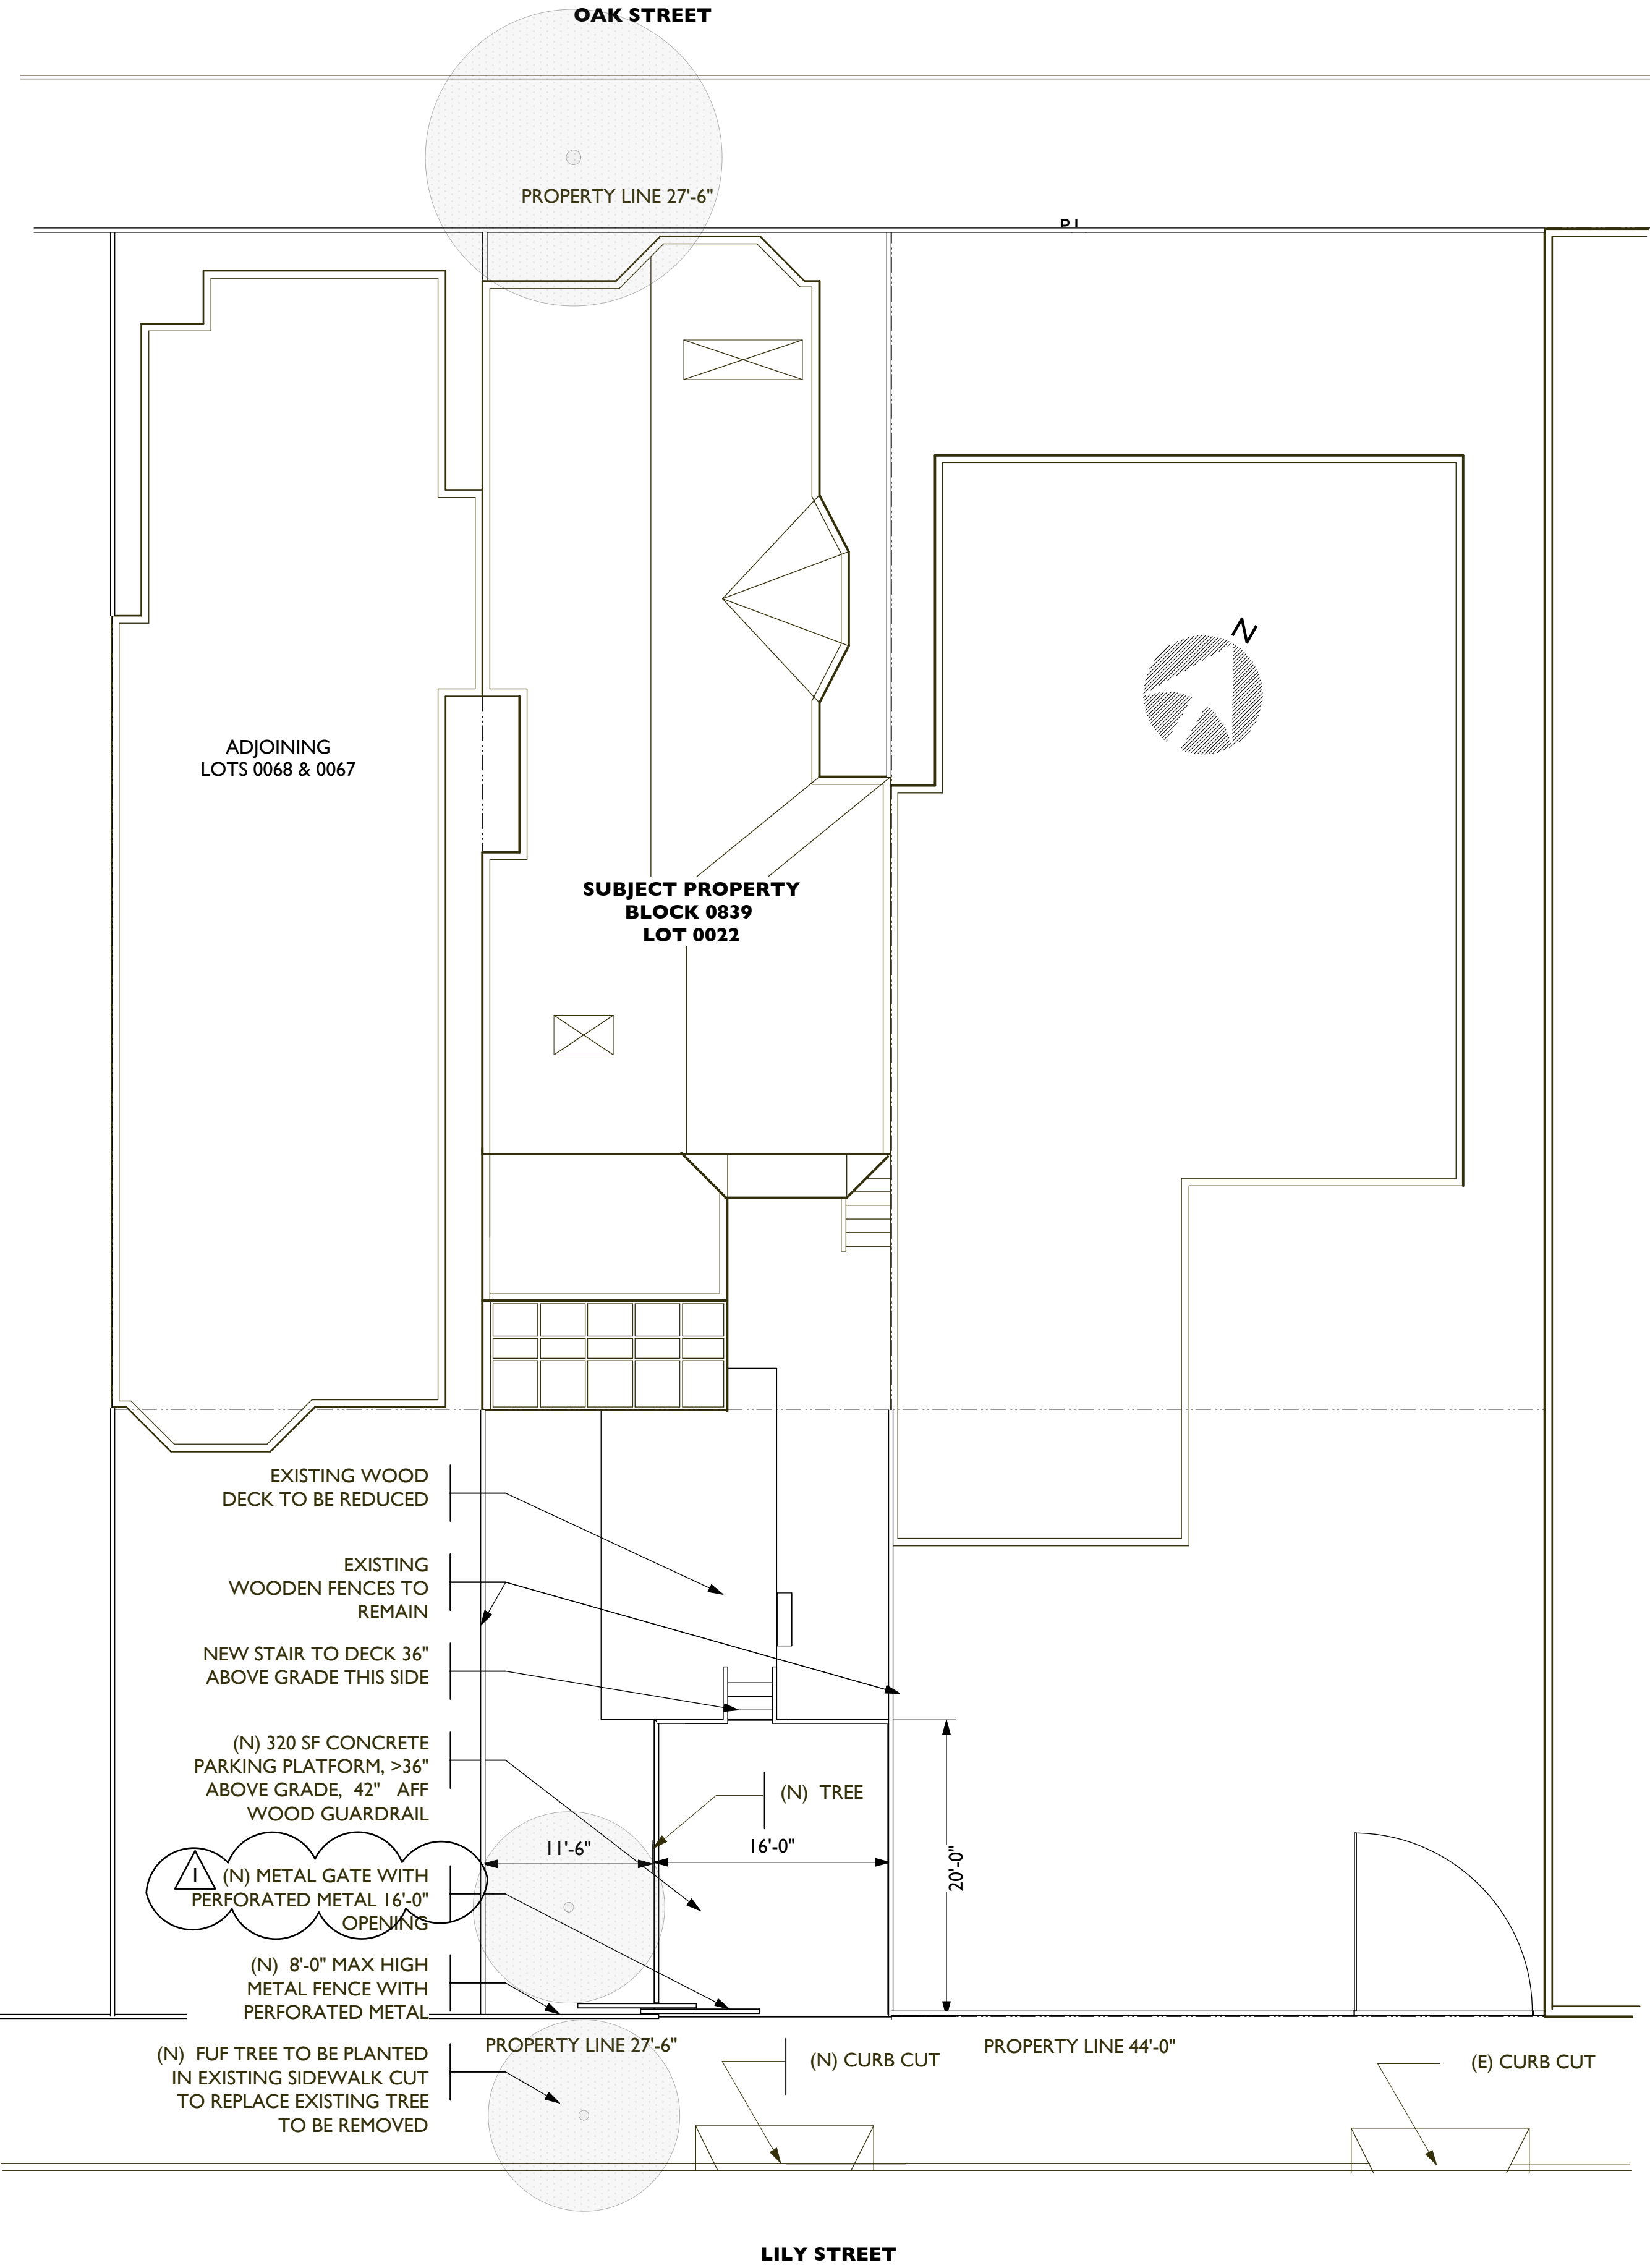 OAK STREET
PROPERTY LINE 27'-6"
N
ADJOINING
LOTS 0068 & 0067
SUBJECT PROPERTY
BLOCK 0839
LOT 0022
EXISTING WOOD
DECK TO BE REDUCED
EXISTING
WOODEN FENCES TO
REMAIN
NEW STAIR TO DECK 36"
ABOVE GRADE THIS SIDE
(N) 320 SF CONCRETE
PARKING PLATFORM, >36"
ABOVE GRADE, 42" AFF
WOOD GUARDRAIL
(N) TREE
11'-6"
16'-0"
20'-0"
1
(N) METAL GATE WITH
PERFORATED METAL 16'-0"
OPENING
(N) 8'-0" MAX HIGH
METAL FENCE WITH
PERFORATED METAL
PROPERTY LINE 27'-6"
PROPERTY LINE 44'-0"
(N) FUF TREE TO BE PLANTED
IN EXISTING SIDEWALK CUT
TO REPLACE EXISTING TREE
TO BE REMOVED
(N) CURB CUT
(E) CURB CUT
LILY STREET